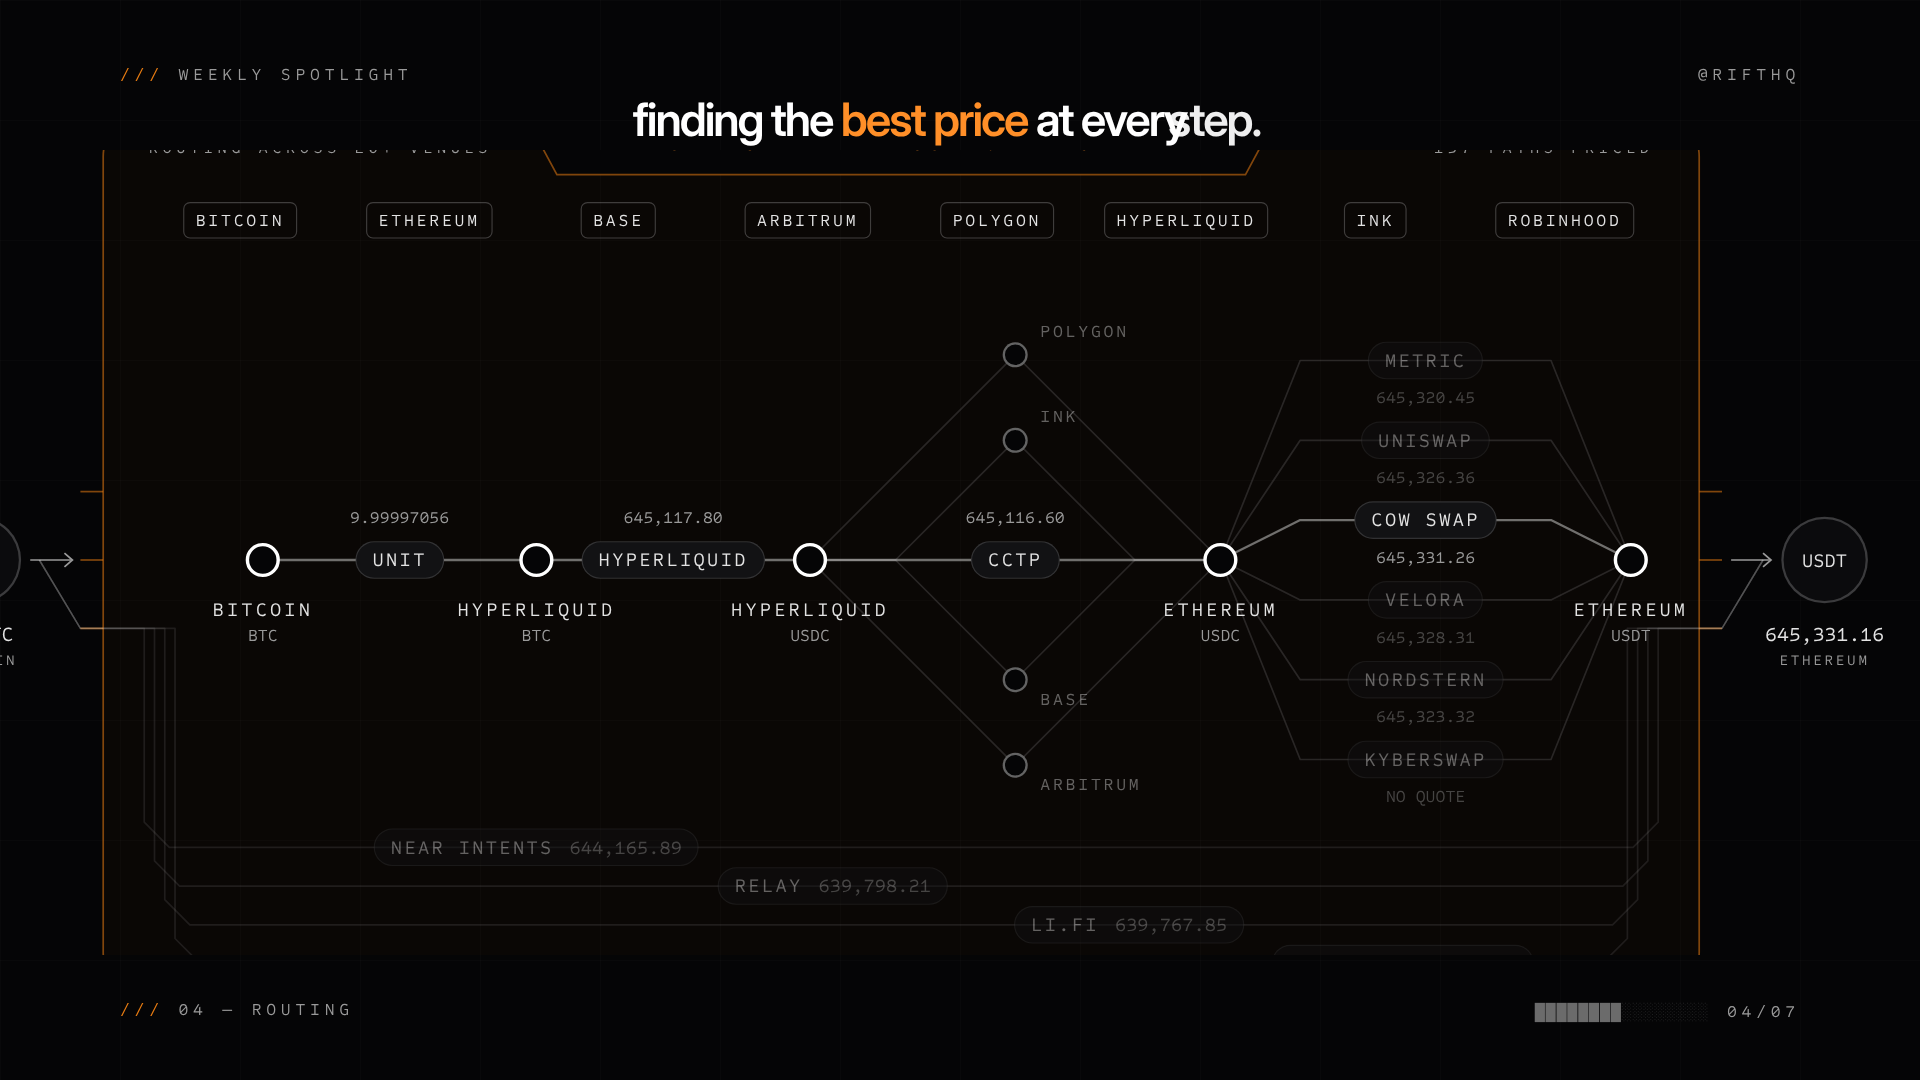 /// WEEKLY SPOTLIGHT
@RIFTHQ
finding the best price at every step.
BITCOIN
ETHEREUM
BASE
ARBITRUM
POLYGON
HYPERLIQUID
INK
ROBINHOOD
POLYGON
INK
METRIC
645,320.45
UNISWAP
645,326.36
9.99997056
645,117.80
645,116.60
COW SWAP
645,331.26
UNIT
HYPERLIQUID
CCTP
USDT
BITCOIN
BTC
HYPERLIQUID
BTC
HYPERLIQUID
USDC
ETHEREUM
USDC
VELORA
645,328.31
ETHEREUM
USDT
645,331.16
ETHEREUM
NORDSTERN
645,323.32
BASE
KYBERSWAP
NO QUOTE
ARBITRUM
NEAR INTENTS 644,165.89
RELAY 639,798.21
LI.FI 639,767.85
/// 04 — ROUTING
04/07